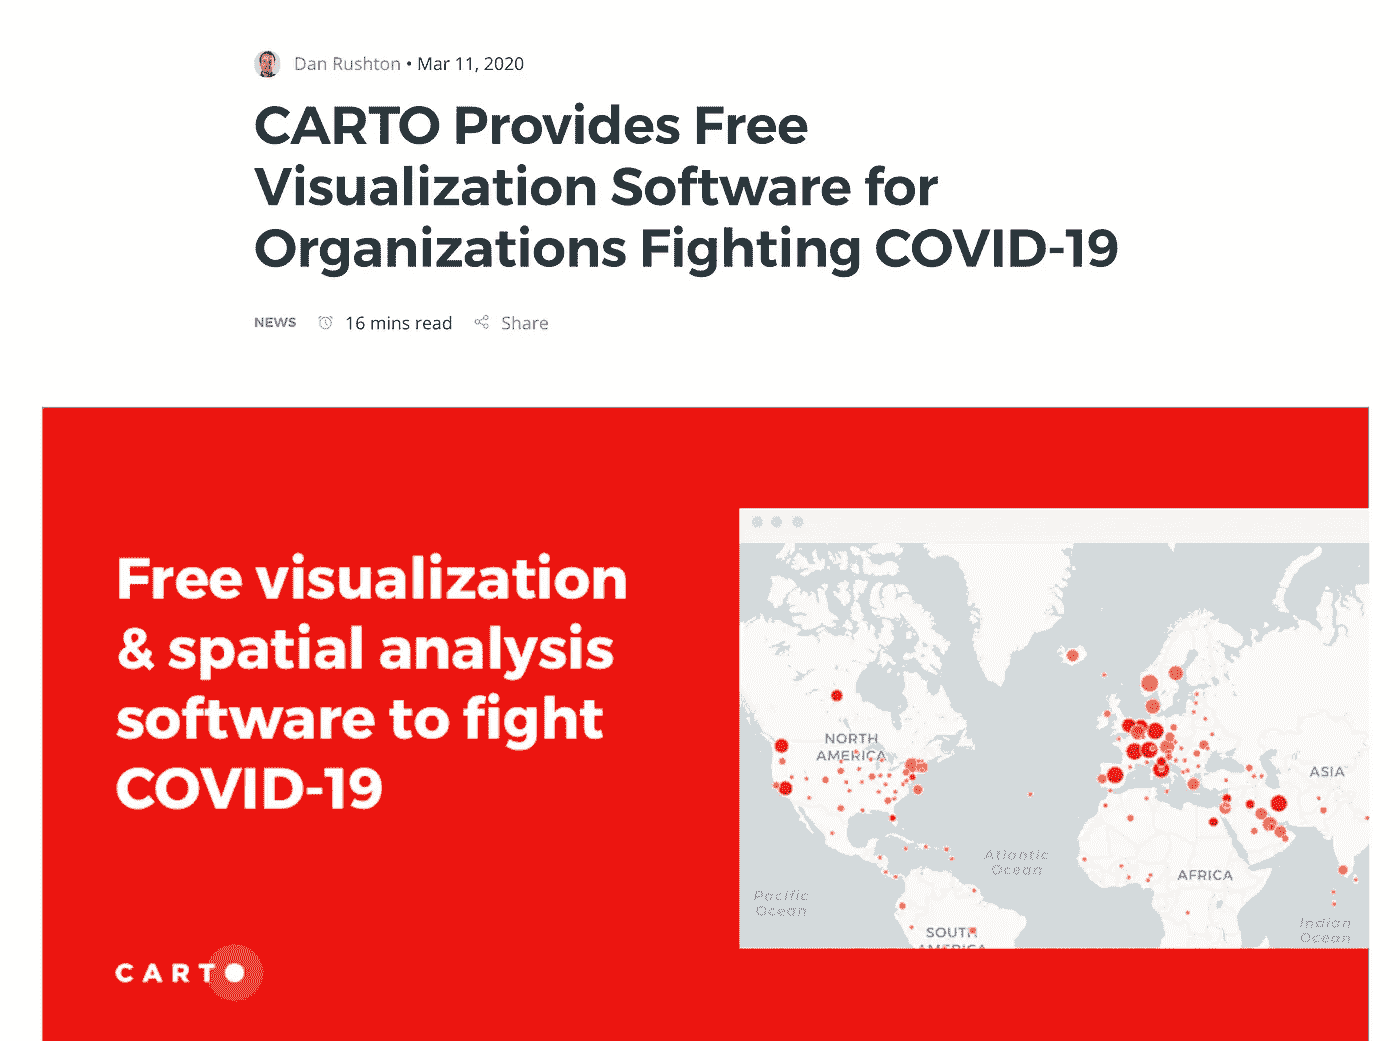 Dan Rushton • Mar 11, 2020
CARTO Provides Free
Visualization Software for
Organizations Fighting COVID-19
NEWS 16 mins read Share
Free visualization
& spatial analysis
software to fight
COVID-19
CARTO
NORTH
AMERICA
ASIA
Atlantic
Ocean
AFRICA
Pacific
Ocean
Indian
Ocean
SOUTH
AMERICA